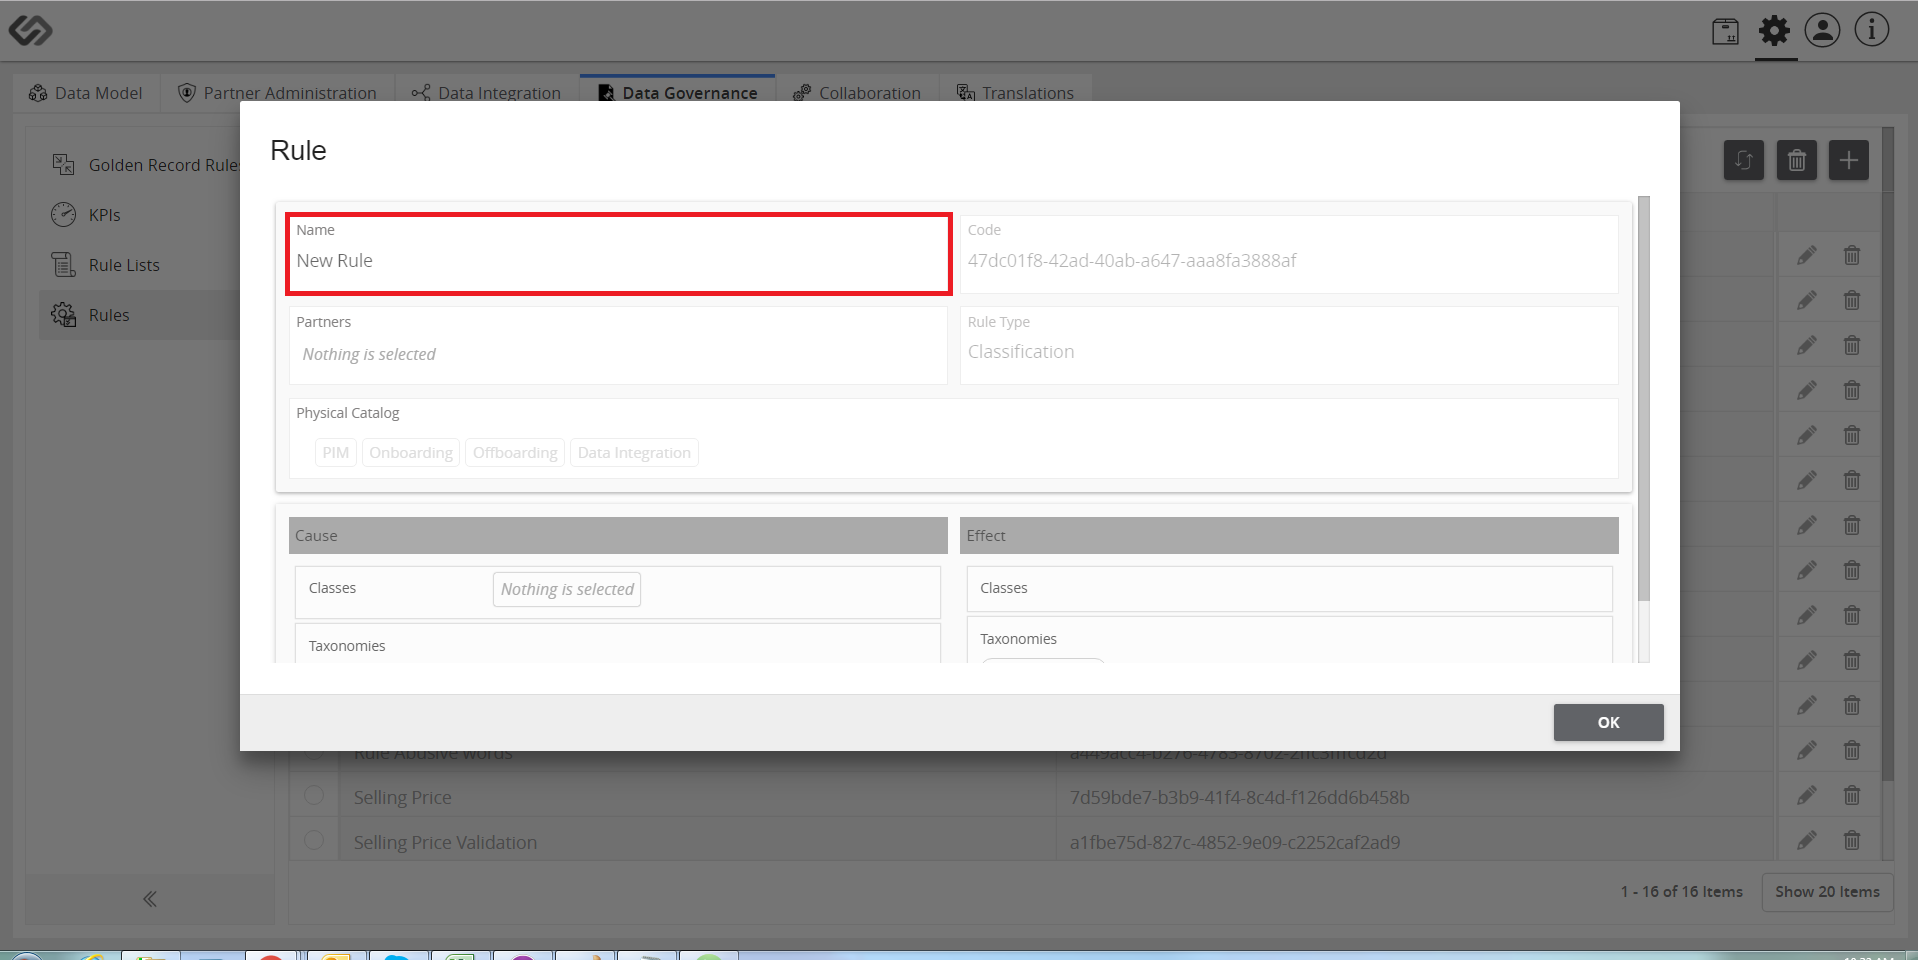 Data Model Partner Administration Data Integration Data Governance Collaboration Translations
Golden Record Rules
KPIs
Rule Lists
Rules
Rule
Name
New Rule
Code
47dc01f8-42ad-40ab-a647-aaa8fa3888af
Partners
Nothing is selected
Rule Type
Classification
Physical Catalog
PIM Onboarding Offboarding Data Integration
Cause
Effect
Classes
Nothing is selected
Classes
Taxonomies
Taxonomies
OK
Rule Abusive words
Selling Price 7d59bde7-b3b9-41f4-8c4d-f126dd6b458b
Selling Price Validation a1fbe75d-827c-4852-9e09-c2252caf2ad9
1 - 16 of 16 Items Show 20 Items